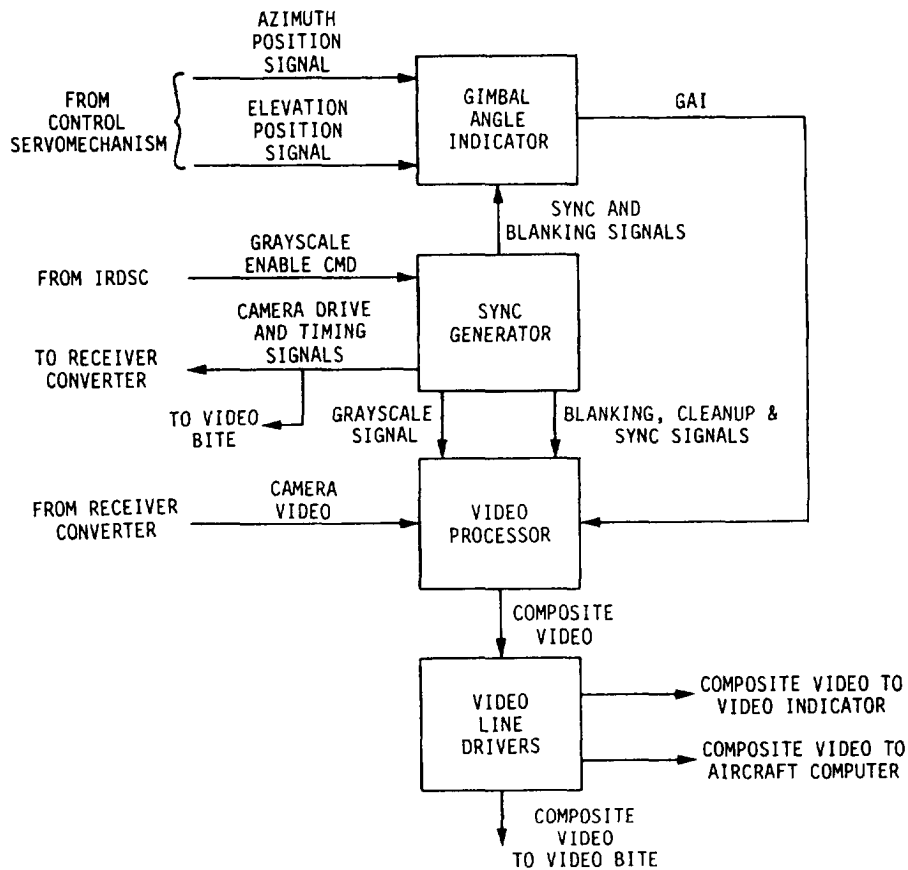 AZIMUTH
POSITION
SIGNAL
FROM
CONTROL
SERVOMECHANISM
ELEVATION
POSITION
SIGNAL
GIMBAL
ANGLE
INDICATOR
GAI
SYNC AND
BLANKING SIGNALS
FROM IRDSC
GRAYSCALE
ENABLE CMD
SYNC
GENERATOR
CAMERA DRIVE
AND TIMING
SIGNALS
TO RECEIVER
CONVERTER
TO VIDEO
BITE
GRAYSCALE
SIGNAL
BLANKING, CLEANUP &
SYNC SIGNALS
FROM RECEIVER
CONVERTER
CAMERA
VIDEO
VIDEO
PROCESSOR
COMPOSITE
VIDEO
VIDEO
LINE
DRIVERS
COMPOSITE VIDEO TO
VIDEO INDICATOR
COMPOSITE VIDEO TO
AIRCRAFT COMPUTER
COMPOSITE
VIDEO
TO VIDEO BITE